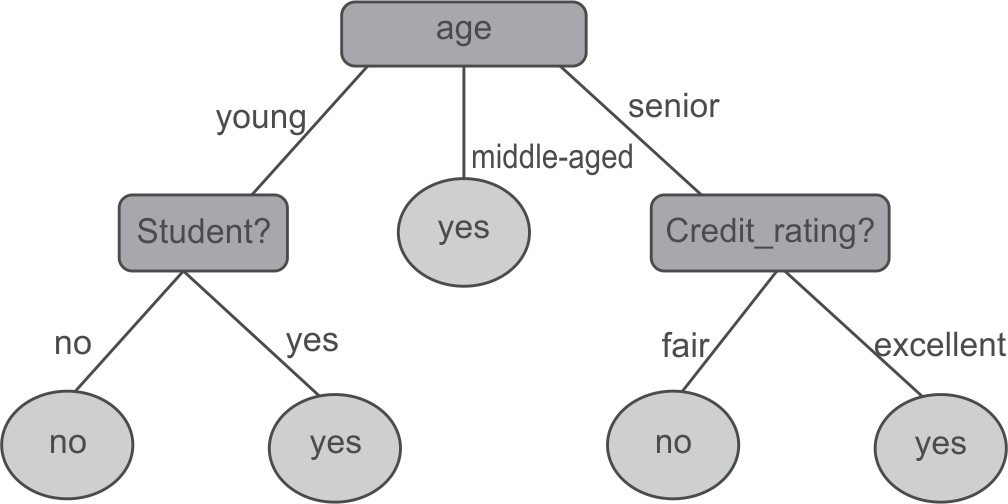 age
young
senior
middle-aged
Student?
yes
Credit_rating?
no
yes
fair
excellent
no
yes
no
yes